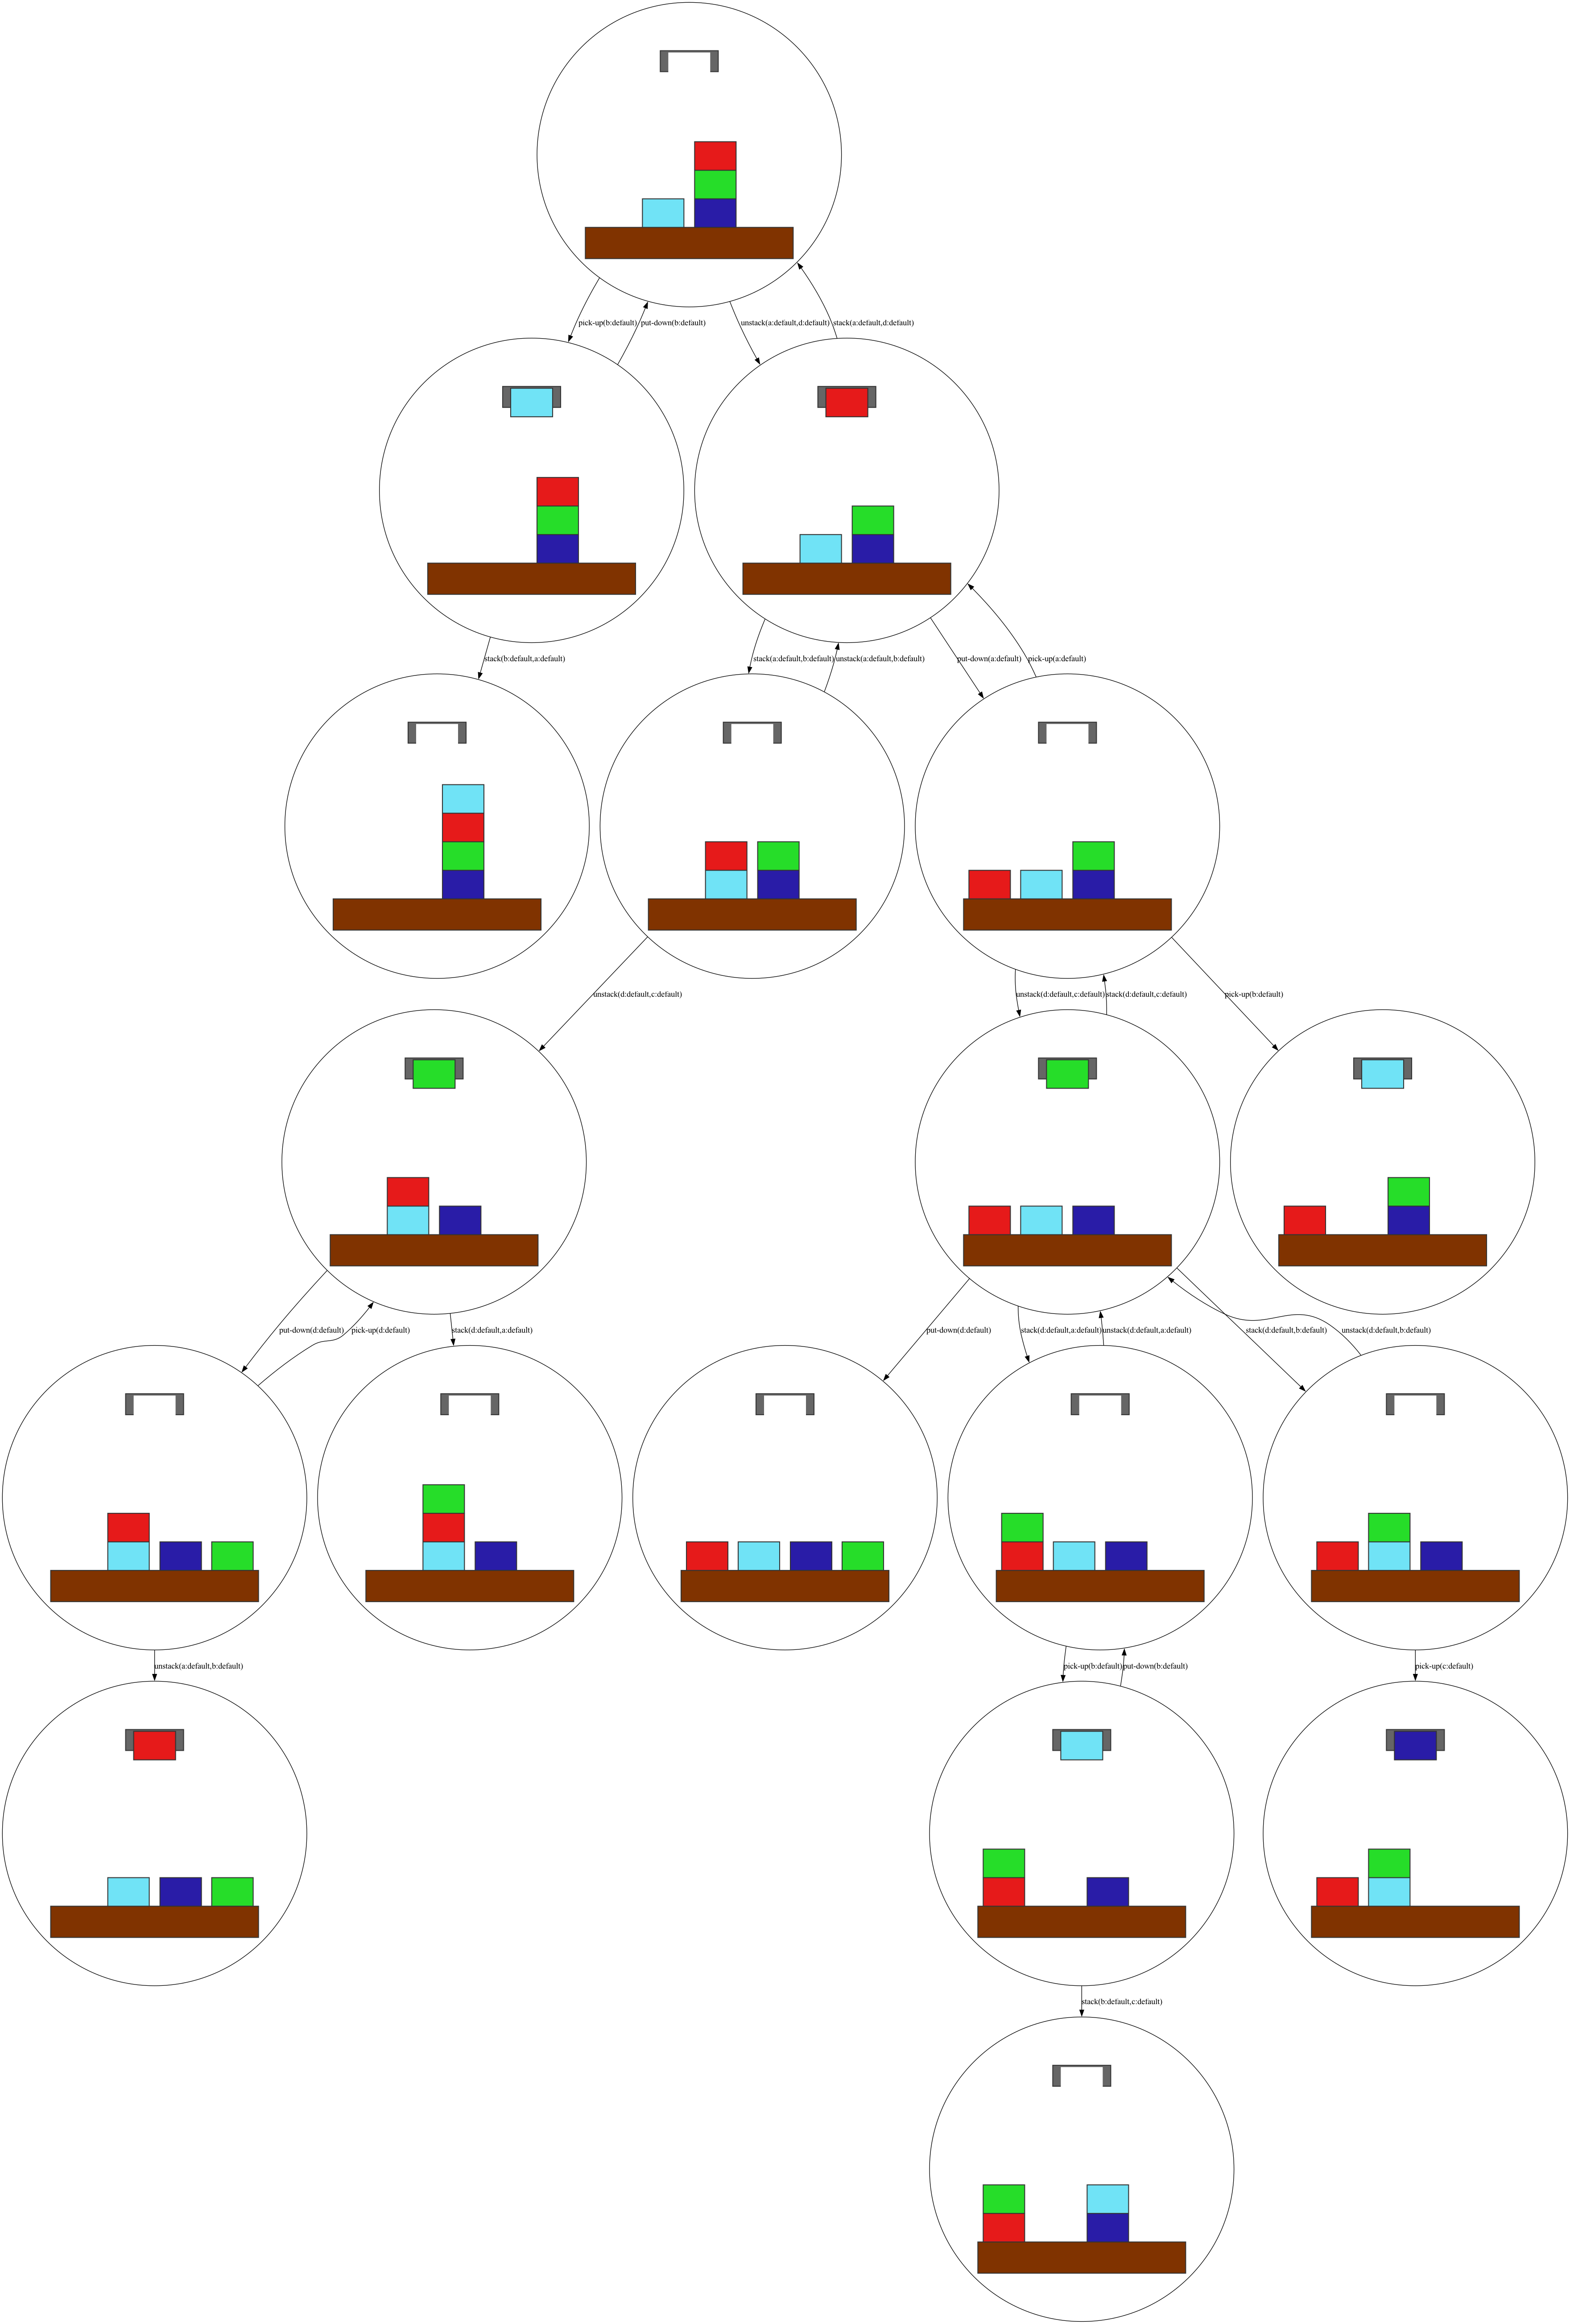 pick-up(b:default)
put-down(b:default)
unstack(a:default,d:default)
stack(a:default,d:default)
stack(b:default,a:default)
stack(a:default,b:default)
unstack(a:default,b:default)
put-down(a:default)
pick-up(a:default)
unstack(d:default,c:default)
unstack(d:default,c:default)
stack(d:default,c:default)
pick-up(b:default)
put-down(d:default)
pick-up(d:default)
stack(d:default,a:default)
put-down(d:default)
stack(d:default,a:default)
unstack(d:default,a:default)
stack(d:default,b:default)
unstack(d:default,b:default)
unstack(a:default,b:default)
pick-up(b:default)
put-down(b:default)
pick-up(c:default)
stack(b:default,c:default)